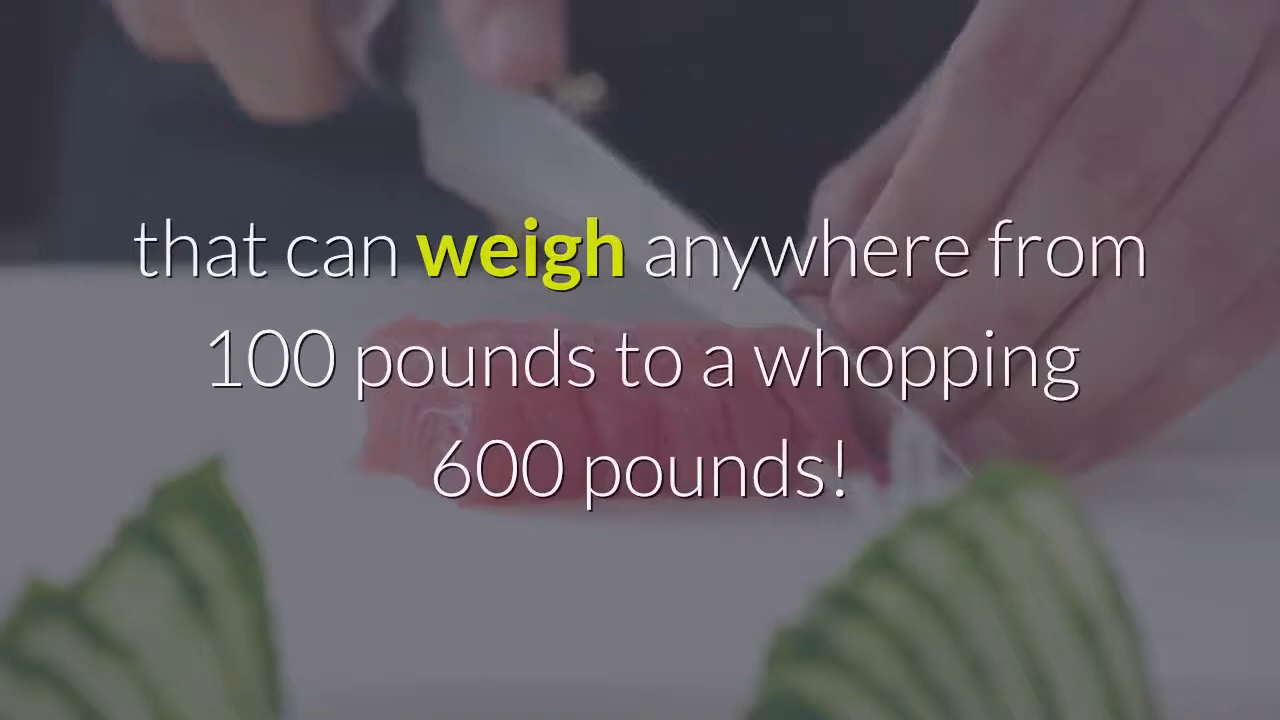 that can weigh anywhere from
100 pounds to a whopping
600 pounds!